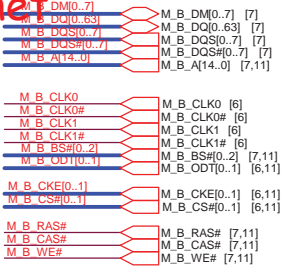 M_B_DM[0..7] M_B_DM[0..7] [7]
M_B_DQ[0..63] M_B_DQ[0..63] [7]
M_B_DQS[0..7] M_B_DQS[0..7] [7]
M_B_DQS#[0..7] M_B_DQS#[0..7] [7]
M_B_A[14..0] M_B_A[14..0] [7,11]
M_B_CLK0 M_B_CLK0 [6]
M_B_CLK0# M_B_CLK0# [6]
M_B_CLK1 M_B_CLK1 [6]
M_B_CLK1# M_B_CLK1# [6]
M_B_BS#[0..2] M_B_BS#[0..2] [7,11]
M_B_ODT[0..1] M_B_ODT[0..1] [6,11]
M_B_CKE[0..1] M_B_CKE[0..1] [6,11]
M_B_CS#[0..1] M_B_CS#[0..1] [6,11]
M_B_RAS# M_B_RAS# [7,11]
M_B_CAS# M_B_CAS# [7,11]
M_B_WE# M_B_WE# [7,11]